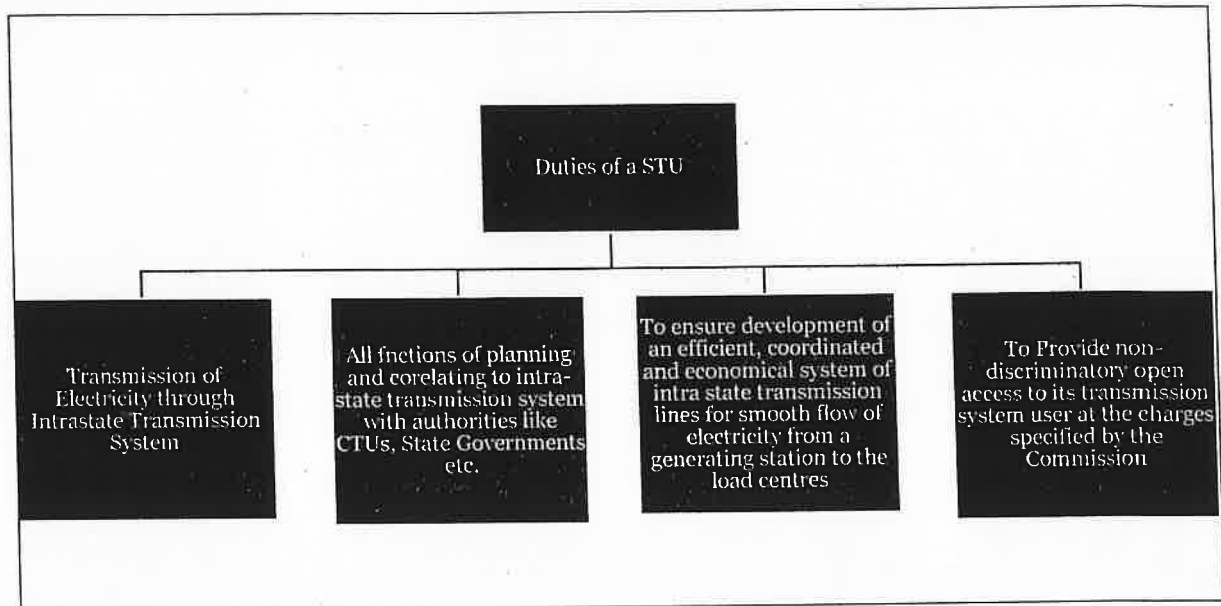 Duties of a STU
Transmission of
Electricity through
Intrastate Transmission
System
All fnctions of planning
and corelating to intra-
state transmission system
with authorities like
CTUs, State Governments
etc.
To ensure development of
an efficient, coordinated
and economical system of
intra state transmission
lines for smooth flow of
electricity from a
generating station to the
load centres
To Provide non-
discriminatory open
access to its transmission
system user at the charges
specified by the
Commission